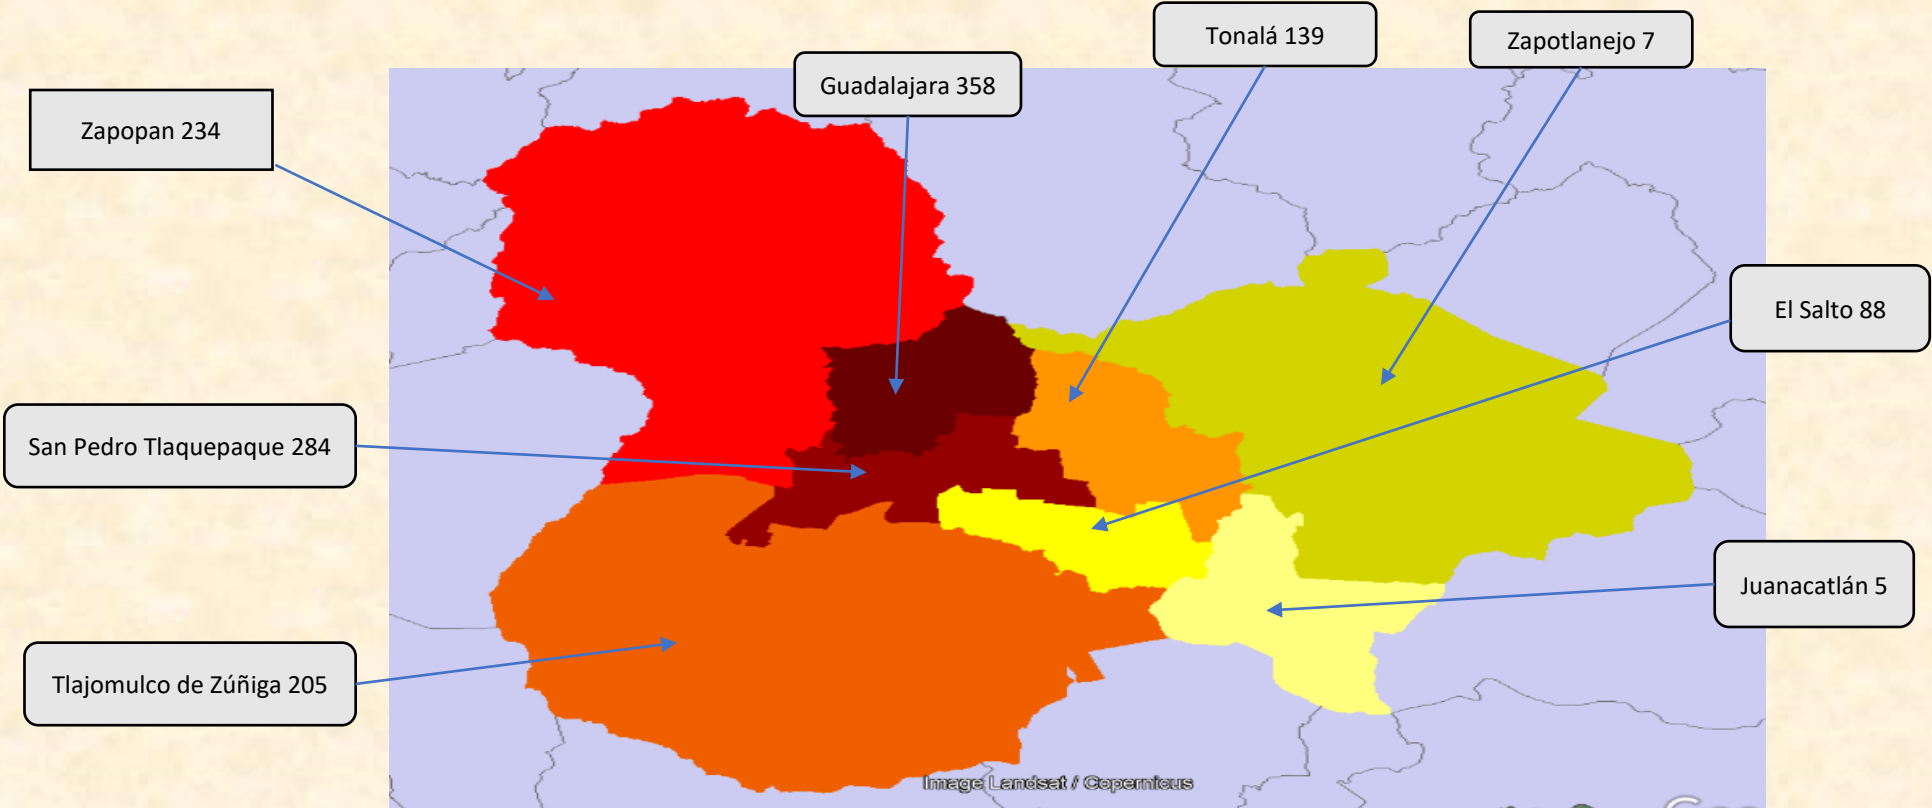 Tonalá 139
Zapotlanejo 7
Guadalajara 358
Zapopan 234
El Salto 88
San Pedro Tlaquepaque 284
Juanacatlán 5
Tlajomulco de Zúñiga 205
Image Landsat / Copernicus